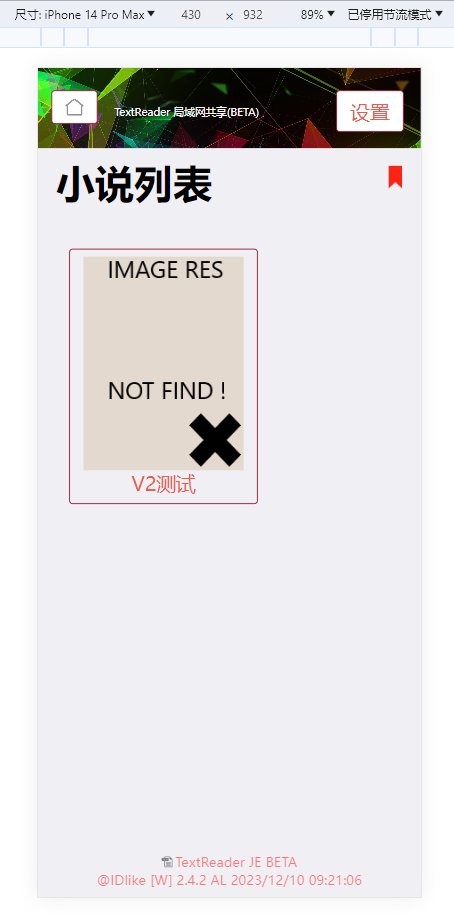 尺寸: iPhone 14 Pro Max ▼ 430 × 932 89% ▼ 已停用节流模式 ▼
TextReader 局域网共享(BETA)
设置
小说列表
IMAGE RES
NOT FIND !
V2测试
TextReader JE BETA
@IDlike [W] 2.4.2 AL 2023/12/10 09:21:06